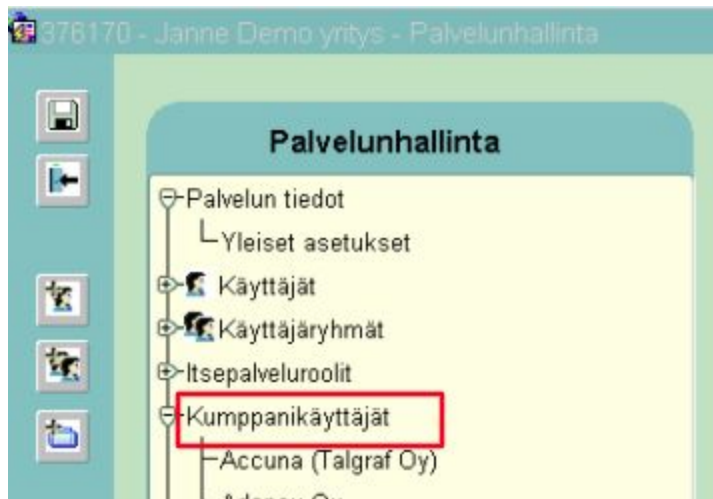 376170 - Janne Demo yritys - Palvelunhallinta
Palvelunhallinta
Palvelun tiedot
Yleiset asetukset
Käyttäjät
Käyttäjäryhmät
Itsepalveluroolit
Kumppanikäyttäjät
Accuna (Talgraf Oy)